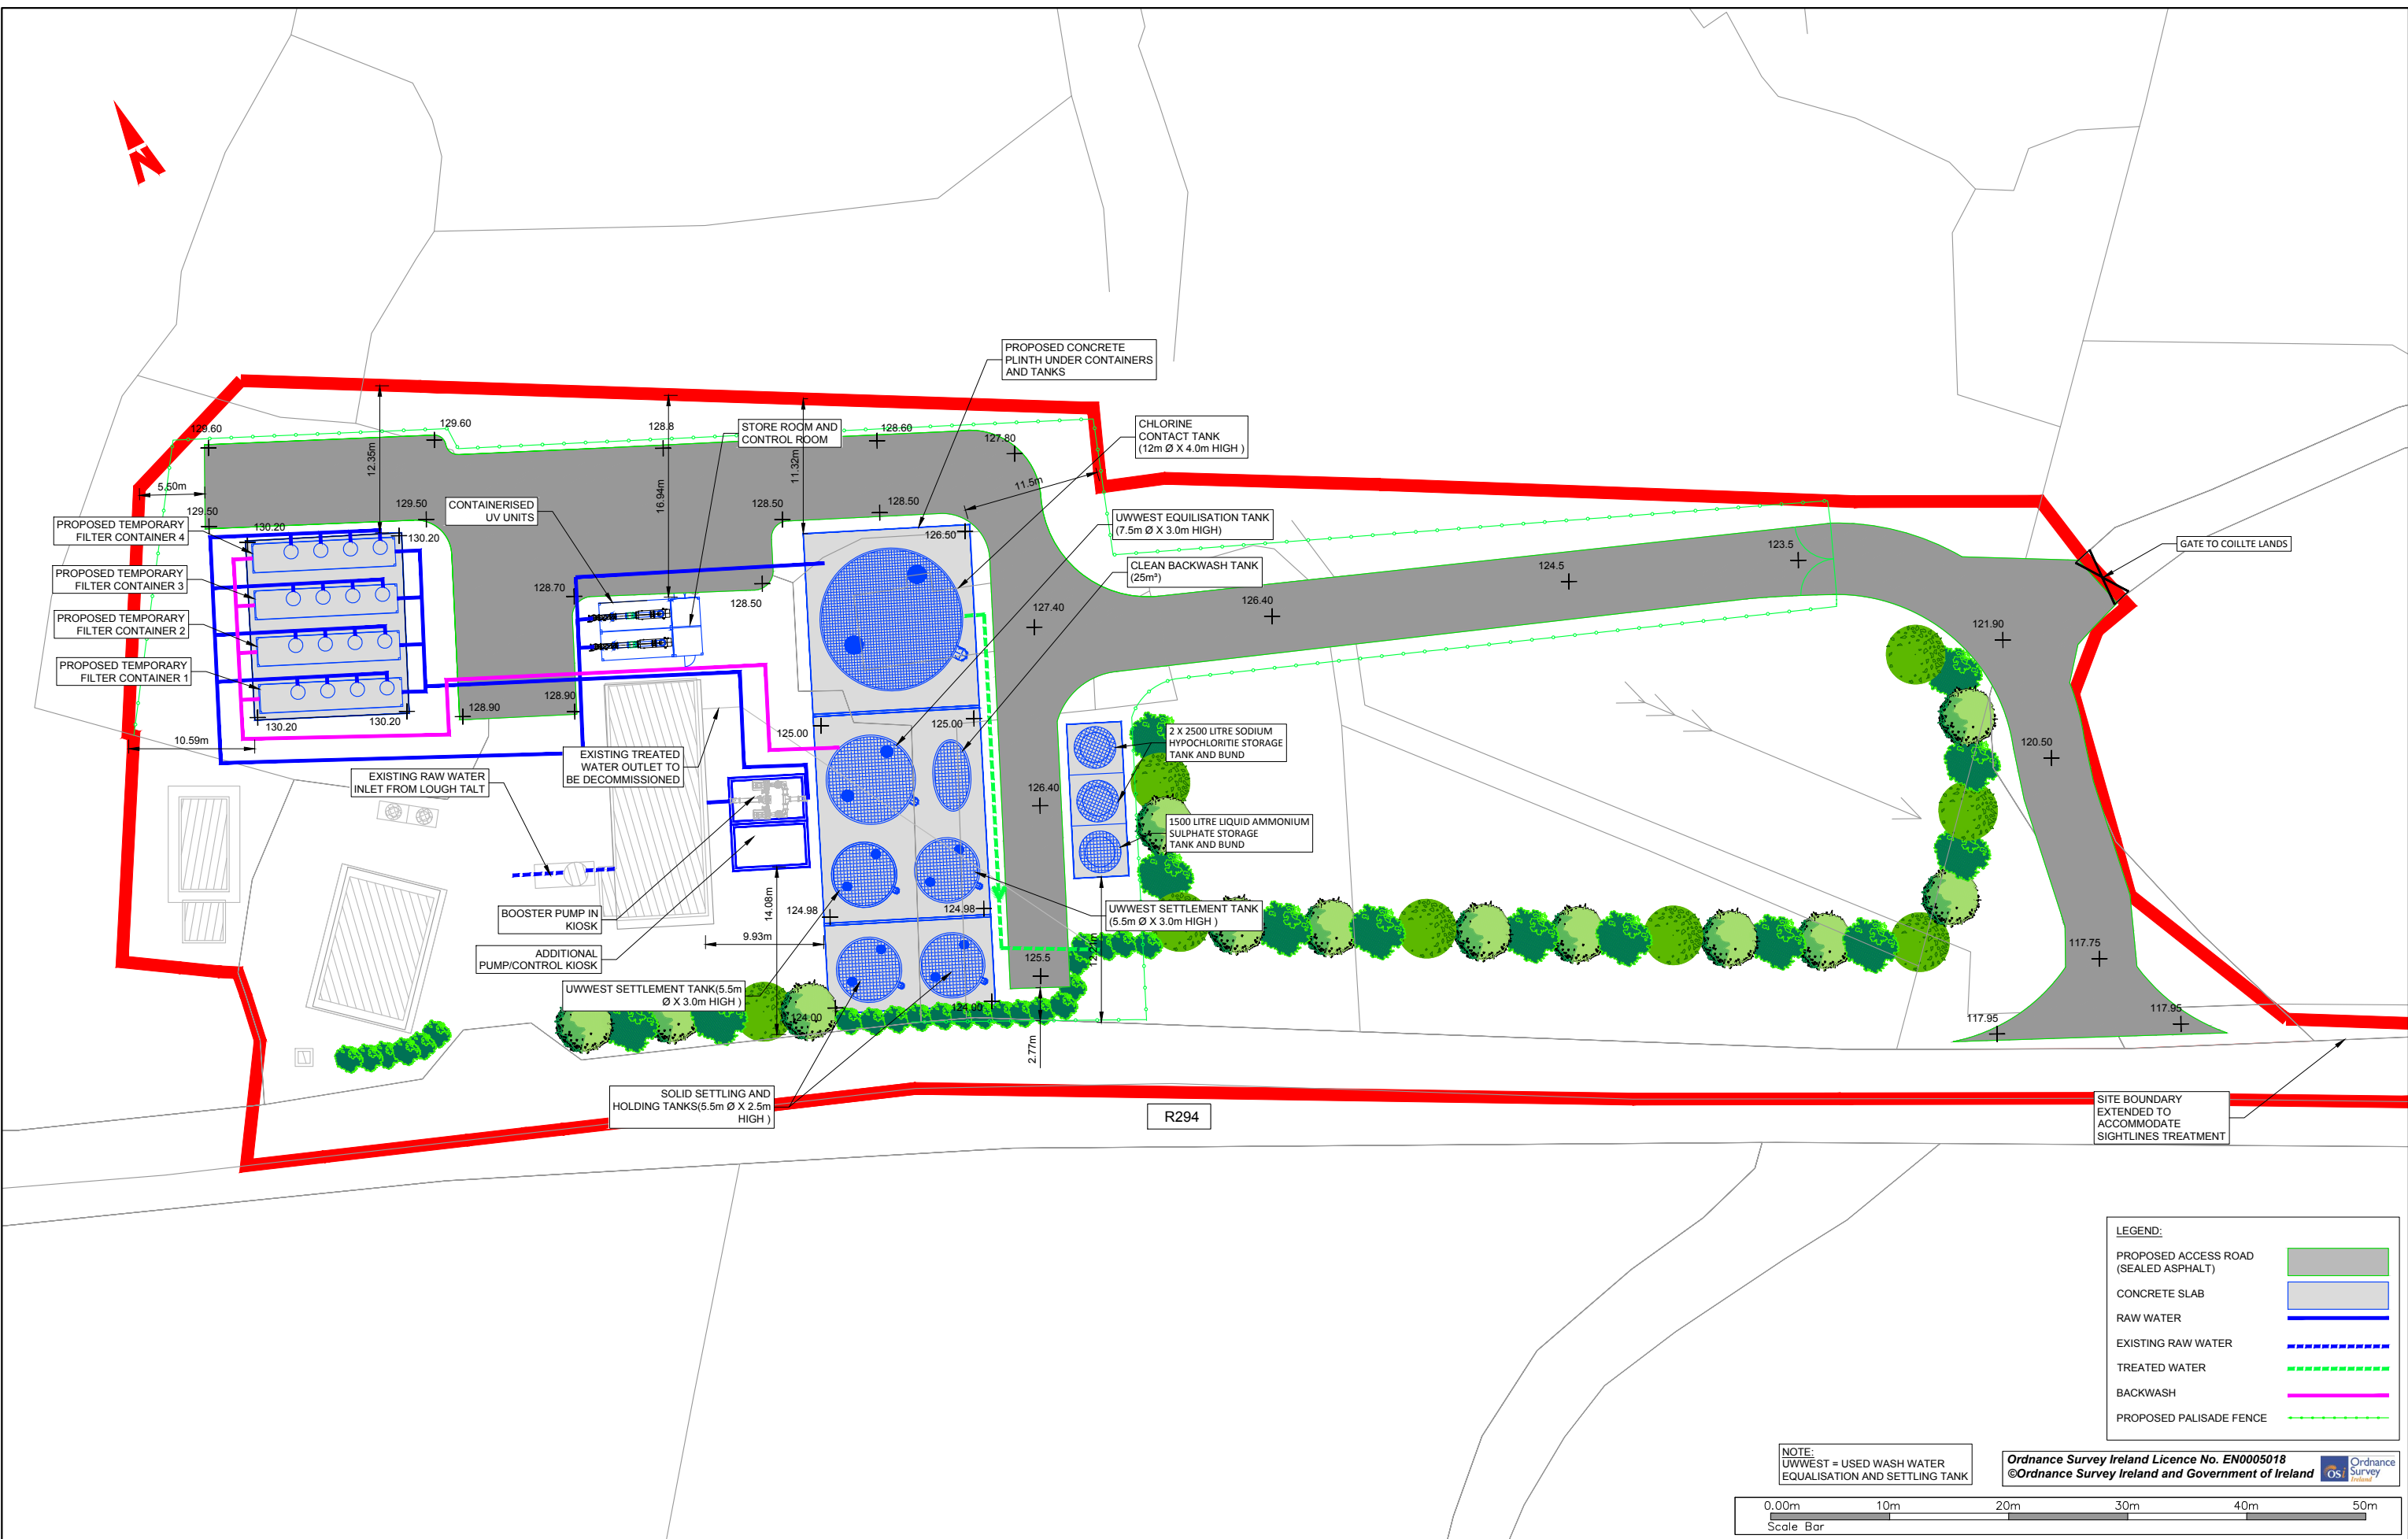 N
PROPOSED CONCRETE
PLINTH UNDER CONTAINERS
AND TANKS
129.60
129.60
128.8
STORE ROOM AND
CONTROL ROOM
128.60
127.80
CHLORINE
CONTACT TANK
(12m Ø X 4.0m HIGH )
12.35m
16.94m
11.32m
11.5m
5.50m
129.50
129.50
CONTAINERISED
UV UNITS
128.50
128.50
126.50
PROPOSED TEMPORARY
FILTER CONTAINER 4
130.20
130.20
UWWEST EQUILISATION TANK
(7.5m Ø X 3.0m HIGH)
123.5
GATE TO COILLTE LANDS
PROPOSED TEMPORARY
FILTER CONTAINER 3
CLEAN BACKWASH TANK
(25m³)
124.5
128.70
128.50
127.40
126.40
PROPOSED TEMPORARY
FILTER CONTAINER 2
121.90
PROPOSED TEMPORARY
FILTER CONTAINER 1
128.90
128.90
130.20
130.20
125.00
125.00
10.59m
2 X 2500 LITRE SODIUM
HYPOCHLORITIE STORAGE
TANK AND BUND
120.50
EXISTING TREATED
WATER OUTLET TO
BE DECOMMISSIONED
EXISTING RAW WATER
INLET FROM LOUGH TALT
126.40
1500 LITRE LIQUID AMMONIUM
SULPHATE STORAGE
TANK AND BUND
BOOSTER PUMP IN
KIOSK
14.08m
124.98
124.98
UWWEST SETTLEMENT TANK
(5.5m Ø X 3.0m HIGH )
9.93m
ADDITIONAL
PUMP/CONTROL KIOSK
125.5
117.75
UWWEST SETTLEMENT TANK(5.5m
Ø X 3.0m HIGH )
124.00
117.95
117.95
2.77m
SOLID SETTLING AND
HOLDING TANKS(5.5m Ø X 2.5m
HIGH )
R294
SITE BOUNDARY
EXTENDED TO
ACCOMMODATE
SIGHTLINES TREATMENT
LEGEND:
PROPOSED ACCESS ROAD
(SEALED ASPHALT)
CONCRETE SLAB
RAW WATER
EXISTING RAW WATER
TREATED WATER
BACKWASH
PROPOSED PALISADE FENCE
NOTE:
UWWEST = USED WASH WATER
EQUALISATION AND SETTLING TANK
Ordnance Survey Ireland Licence No. EN0005018
©Ordnance Survey Ireland and Government of Ireland
OSi Ordnance
Survey
Ireland
0.00m 10m 20m 30m 40m 50m
Scale Bar